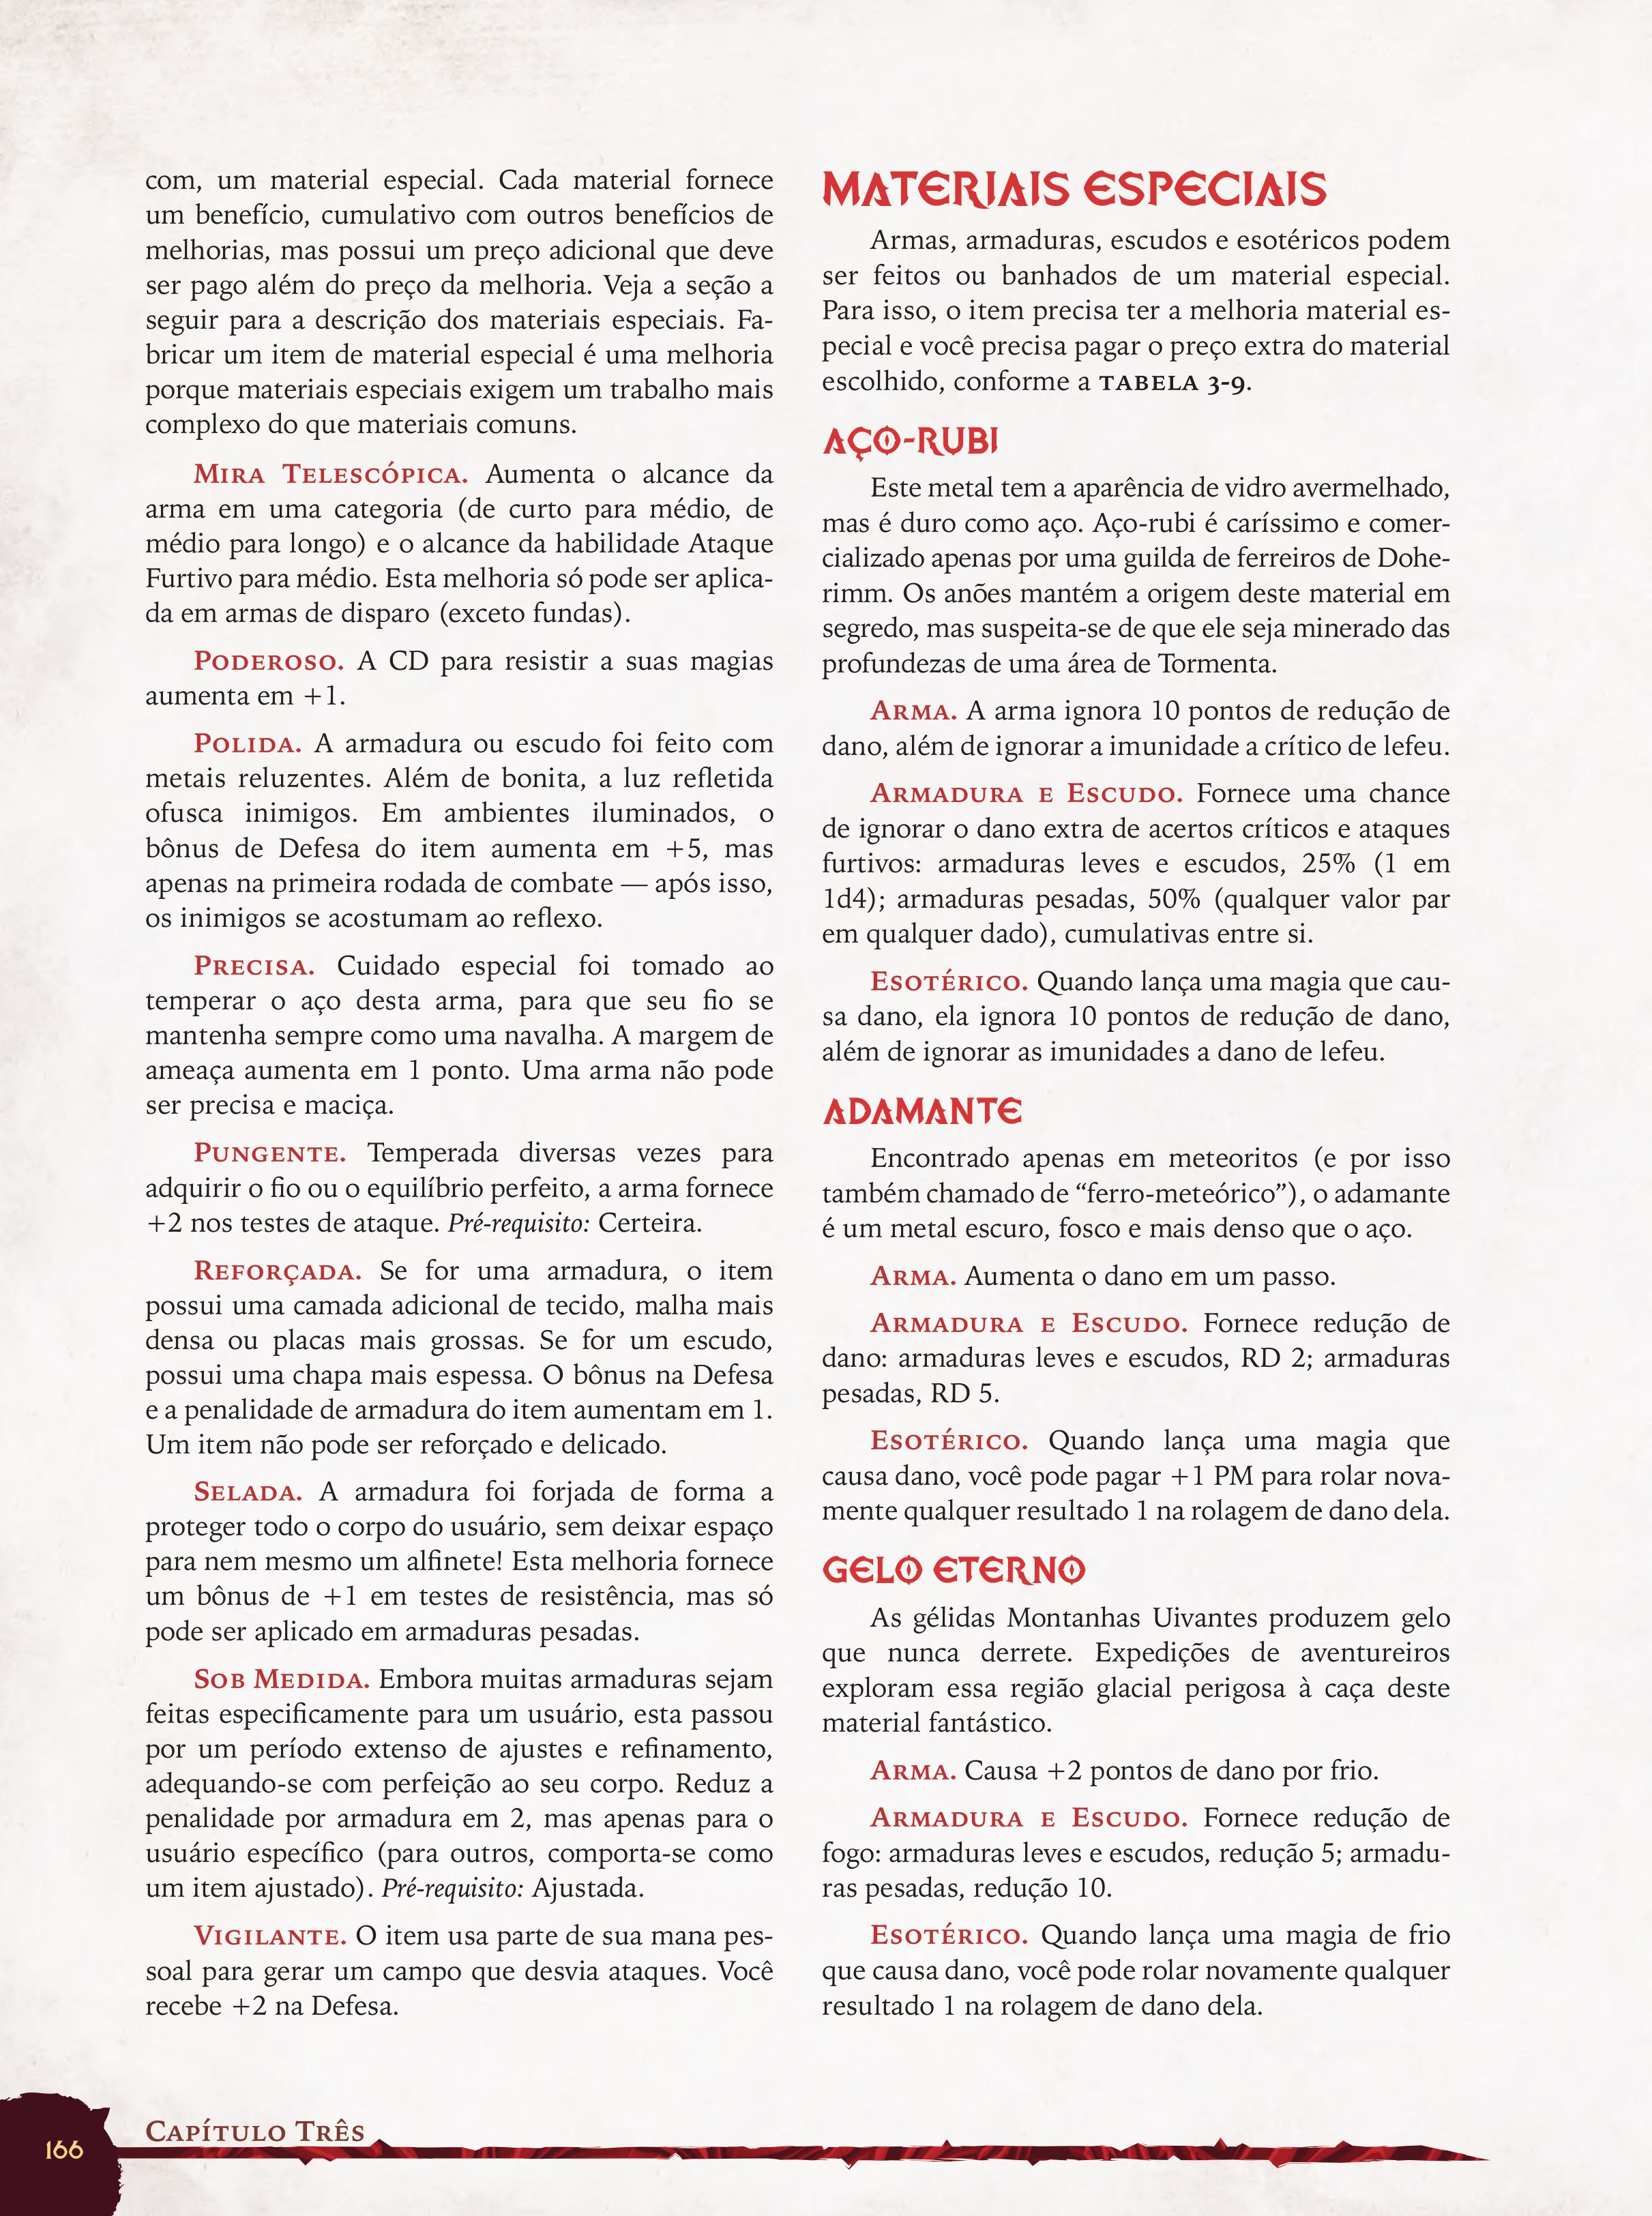 com, um material especial. Cada material fornece
um benefício, cumulativo com outros benefícios de
melhorias, mas possui um preço adicional que deve
ser pago além do preço da melhoria. Veja a seção a
seguir para a descrição dos materiais especiais. Fa-
bricar um item de material especial é uma melhoria
porque materiais especiais exigem um trabalho mais
complexo do que materiais comuns.
Mira Telescópica. Aumenta o alcance da
arma em uma categoria (de curto para médio, de
médio para longo) e o alcance da habilidade Ataque
Furtivo para médio. Esta melhoria só pode ser aplica-
da em armas de disparo (exceto fundas).
Poderoso. A CD para resistir a suas magias
aumenta em +1.
Polida. A armadura ou escudo foi feito com
metais reluzentes. Além de bonita, a luz refletida
ofusca inimigos. Em ambientes iluminados, o
bônus de Defesa do item aumenta em +5, mas
apenas na primeira rodada de combate — após isso,
os inimigos se acostumam ao reflexo.
Precisa. Cuidado especial foi tomado ao
temperar o aço desta arma, para que seu fio se
mantenha sempre como uma navalha. A margem de
ameaça aumenta em 1 ponto. Uma arma não pode
ser precisa e maciça.
Pungente. Temperada diversas vezes para
adquirir o fio ou o equilíbrio perfeito, a arma fornece
+2 nos testes de ataque. Pré-requisito: Certeira.
Reforçada. Se for uma armadura, o item
possui uma camada adicional de tecido, malha mais
densa ou placas mais grossas. Se for um escudo,
possui uma chapa mais espessa. O bônus na Defesa
e a penalidade de armadura do item aumentam em 1.
Um item não pode ser reforçado e delicado.
Selada. A armadura foi forjada de forma a
proteger todo o corpo do usuário, sem deixar espaço
para nem mesmo um alfinete! Esta melhoria fornece
um bônus de +1 em testes de resistência, mas só
pode ser aplicado em armaduras pesadas.
Sob Medida. Embora muitas armaduras sejam
feitas especificamente para um usuário, esta passou
por um período extenso de ajustes e refinamento,
adequando-se com perfeição ao seu corpo. Reduz a
penalidade por armadura em 2, mas apenas para o
usuário específico (para outros, comporta-se como
um item ajustado). Pré-requisito: Ajustada.
Vigilante. O item usa parte de sua mana pes-
soal para gerar um campo que desvia ataques. Você
recebe +2 na Defesa.
MATERIAIS ESPECIAIS
Armas, armaduras, escudos e esotéricos podem
ser feitos ou banhados de um material especial.
Para isso, o item precisa ter a melhoria material es-
pecial e você precisa pagar o preço extra do material
escolhido, conforme a TABELA 3-9.
AÇO-RUBI
Este metal tem a aparência de vidro avermelhado,
mas é duro como aço. Aço-rubi é caríssimo e comer-
cializado apenas por uma guilda de ferreiros de Dohe-
rimm. Os anões mantém a origem deste material em
segredo, mas suspeita-se de que ele seja minerado das
profundezas de uma área de Tormenta.
Arma. A arma ignora 10 pontos de redução de
dano, além de ignorar a imunidade a crítico de lefeu.
Armadura e Escudo. Fornece uma chance
de ignorar o dano extra de acertos críticos e ataques
furtivos: armaduras leves e escudos, 25% (1 em
1d4); armaduras pesadas, 50% (qualquer valor par
em qualquer dado), cumulativas entre si.
Esotérico. Quando lança uma magia que cau-
sa dano, ela ignora 10 pontos de redução de dano,
além de ignorar as imunidades a dano de lefeu.
ADAMANTE
Encontrado apenas em meteoritos (e por isso
também chamado de “ferro-meteórico”), o adamante
é um metal escuro, fosco e mais denso que o aço.
Arma. Aumenta o dano em um passo.
Armadura e Escudo. Fornece redução de
dano: armaduras leves e escudos, RD 2; armaduras
pesadas, RD 5.
Esotérico. Quando lança uma magia que
causa dano, você pode pagar +1 PM para rolar nova-
mente qualquer resultado 1 na rolagem de dano dela.
GELO ETERNO
As gélidas Montanhas Uivantes produzem gelo
que nunca derrete. Expedições de aventureiros
exploram essa região glacial perigosa à caça deste
material fantástico.
Arma. Causa +2 pontos de dano por frio.
Armadura e Escudo. Fornece redução de
fogo: armaduras leves e escudos, redução 5; armadu-
ras pesadas, redução 10.
Esotérico. Quando lança uma magia de frio
que causa dano, você pode rolar novamente qualquer
resultado 1 na rolagem de dano dela.
Capítulo Três
166